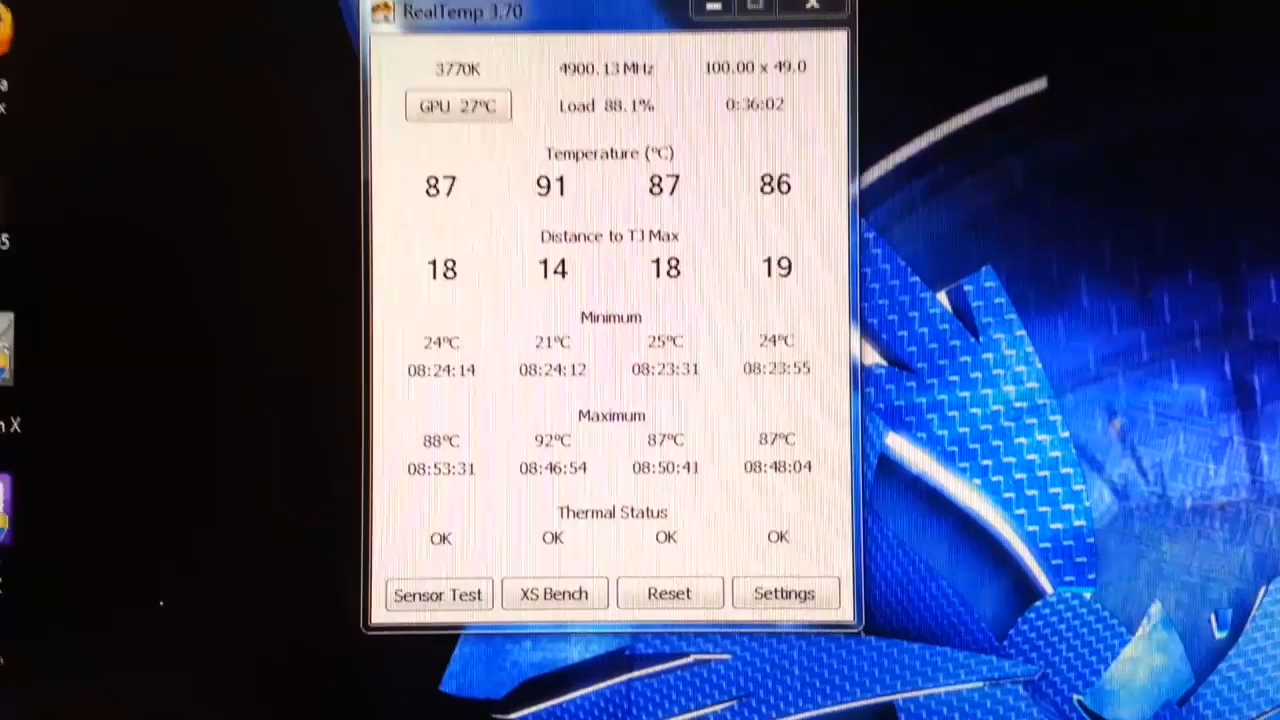 RealTemp 3.70
3770K 4900.13 MHz 100.00 x 49.0
GPU 27°C Load 88.1% 0:36:02
Temperature (°C)
87 91 87 86
Distance to TJ Max
18 14 18 19
Minimum
24°C 21°C 25°C 24°C
08:24:14 08:24:12 08:23:31 08:23:55
Maximum
88°C 92°C 87°C 87°C
08:53:31 08:46:54 08:50:41 08:48:04
Thermal Status
OK OK OK OK
Sensor Test XS Bench Reset Settings